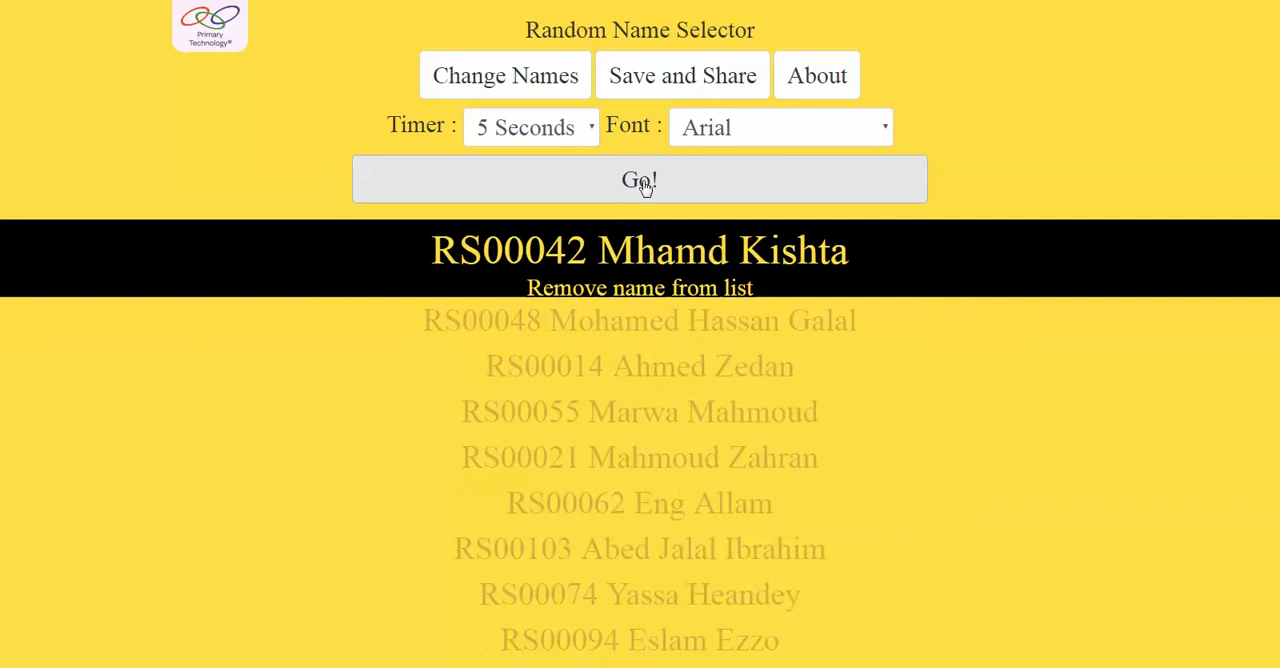 Primary
Technology®
Random Name Selector
Change Names Save and Share About
Timer : 5 Seconds Font : Arial
Go!
RS00042 Mhamd Kishta
Remove name from list
RS00048 Mohamed Hassan Galal
RS00014 Ahmed Zedan
RS00055 Marwa Mahmoud
RS00021 Mahmoud Zahran
RS00062 Eng Allam
RS00103 Abed Jalal Ibrahim
RS00074 Yassa Heandey
RS00094 Eslam Ezzo